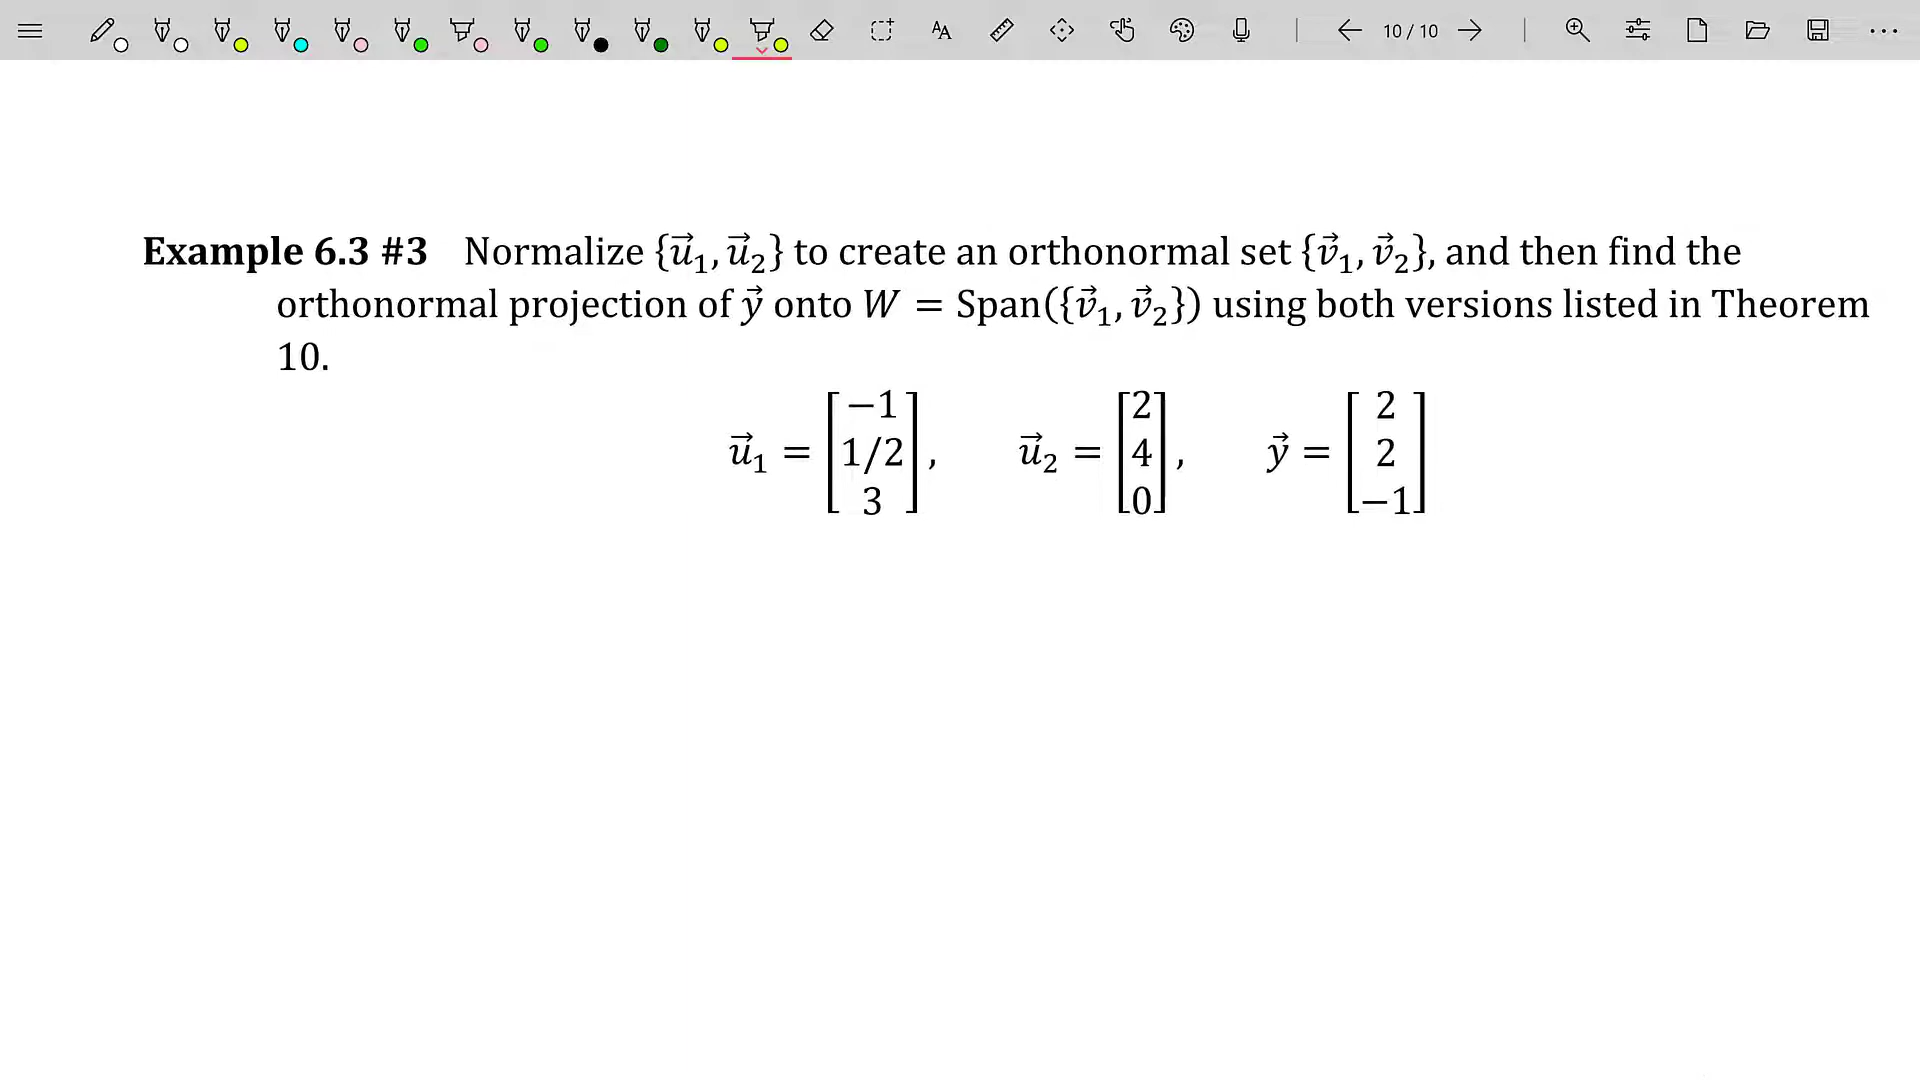 10 / 10
Example 6.3 #3 Normalize {u⃗₁, u⃗₂} to create an orthonormal set {v⃗₁, v⃗₂}, and then find the
orthonormal projection of y⃗ onto W = Span({v⃗₁, v⃗₂}) using both versions listed in Theorem
10.
u⃗₁ = [−1 1/2 3], u⃗₂ = [2 4 0], y⃗ = [2 2 −1]